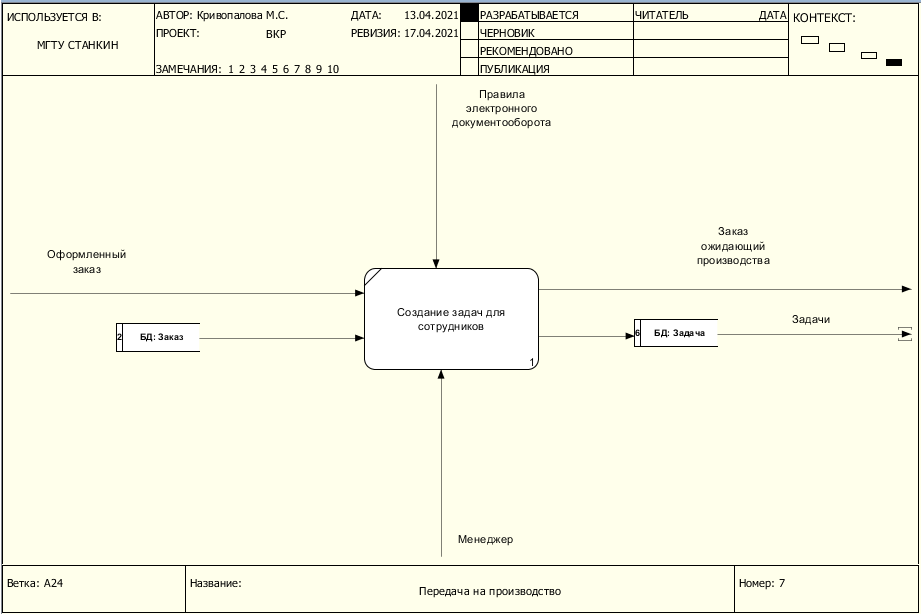 ИСПОЛЬЗУЕТСЯ В:
МГТУ СТАНКИН
АВТОР: Кривопалова М.С.
ДАТА: 13.04.2021
ПРОЕКТ: ВКР
РЕВИЗИЯ: 17.04.2021
ЗАМЕЧАНИЯ: 1 2 3 4 5 6 7 8 9 10
РАЗРАБАТЫВАЕТСЯ
ЧЕРНОВИК
РЕКОМЕНДОВАНО
ПУБЛИКАЦИЯ
ЧИТАТЕЛЬ ДАТА
КОНТЕКСТ:
Правила
электронного
документооборота
Оформленный
заказ
Заказ
ожидающий
производства
Создание задач для
сотрудников
1
2 БД: Заказ
6 БД: Задача
Задачи
Менеджер
Ветка: A24
Название:
Передача на производство
Номер: 7